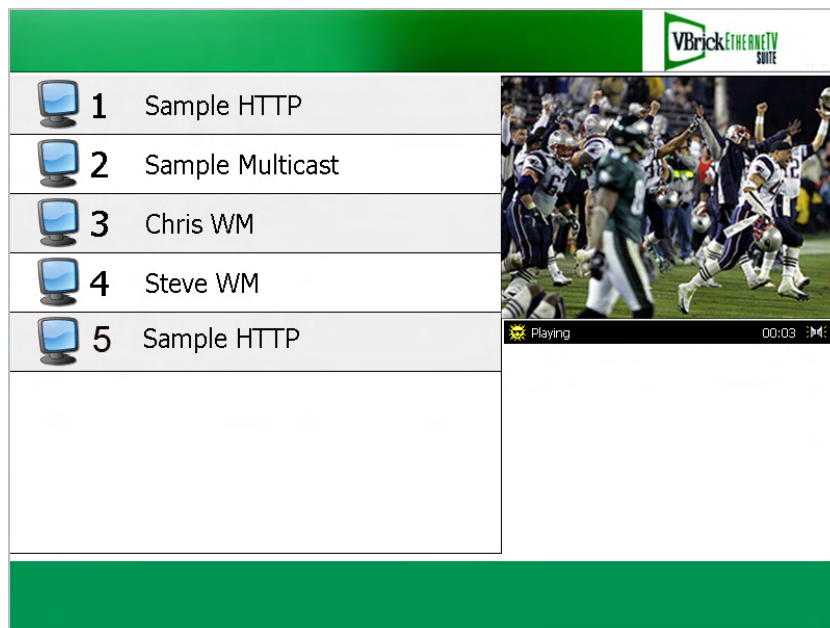 VBrick ETHERNETV
SUITE
1 Sample HTTP
2 Sample Multicast
3 Chris WM
4 Steve WM
5 Sample HTTP
Playing 00:03